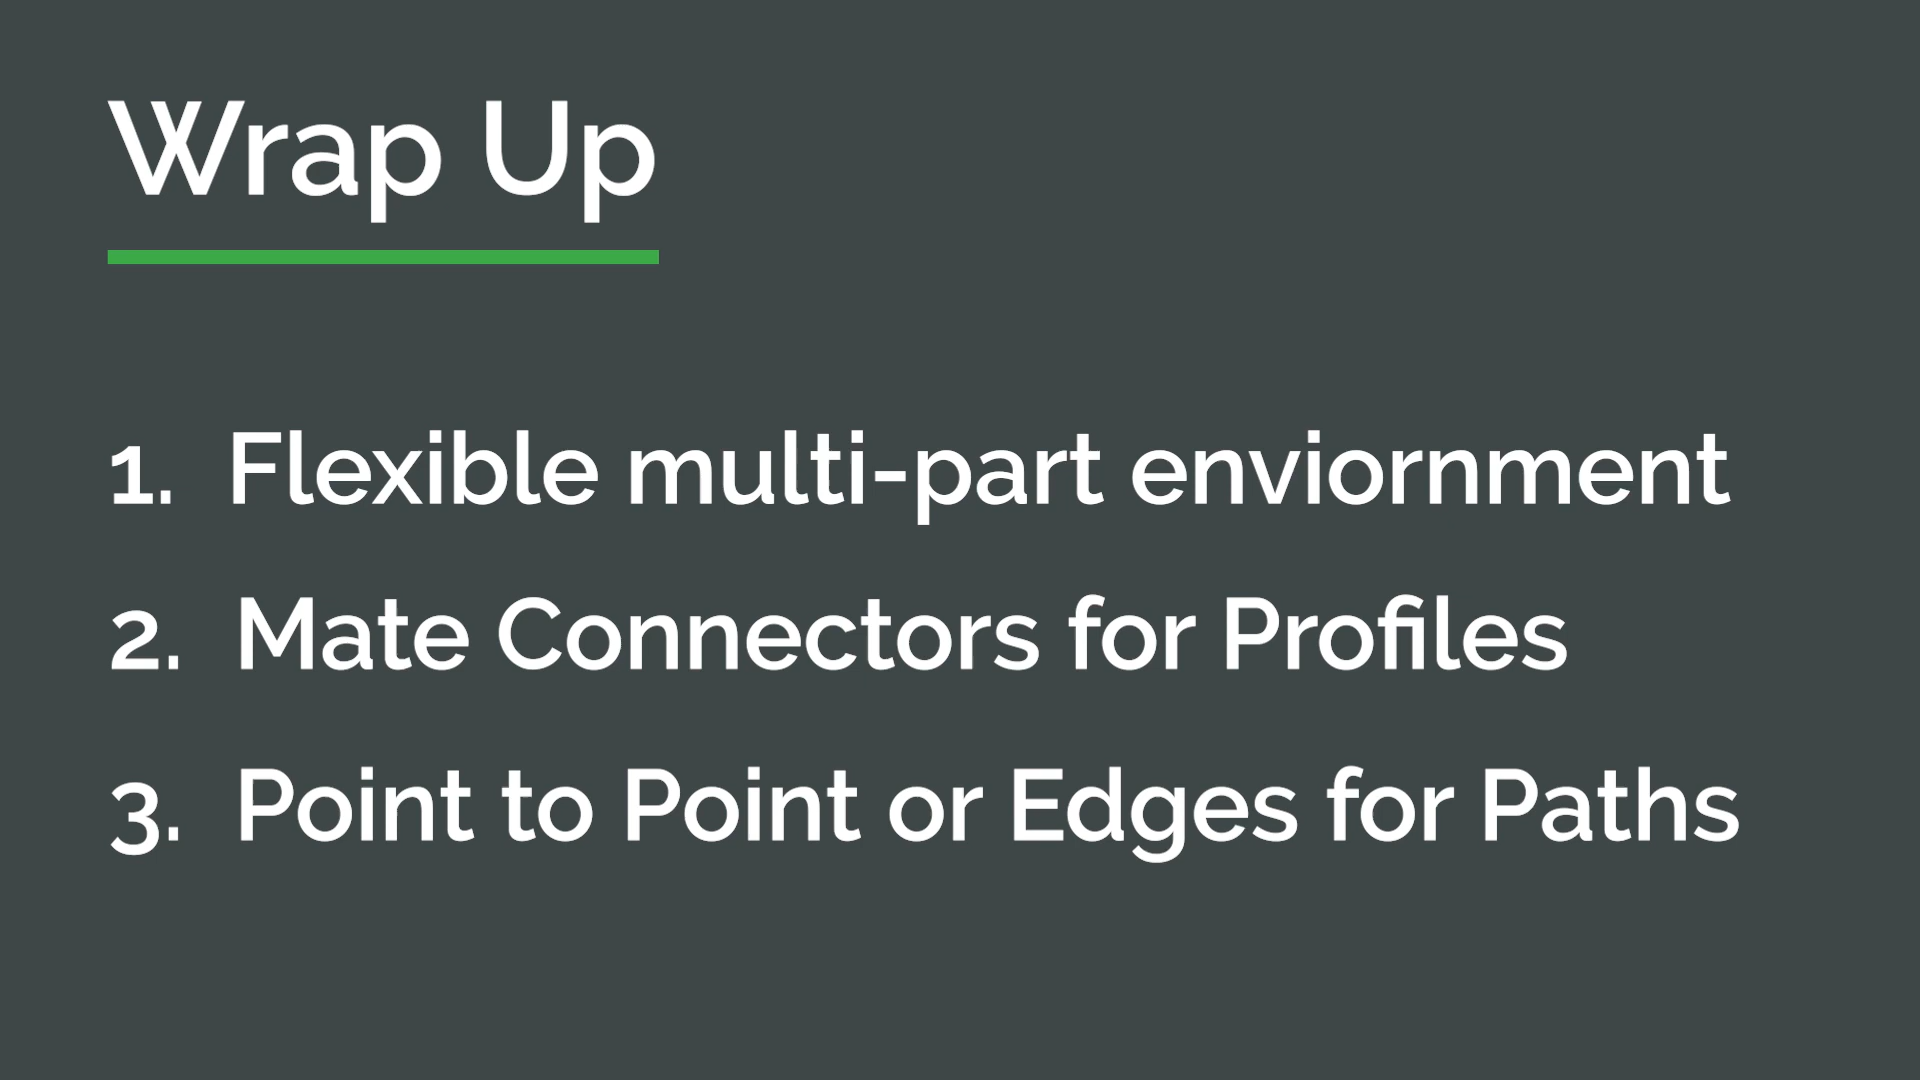 Wrap Up
1. Flexible multi-part enviornment
2. Mate Connectors for Profiles
3. Point to Point or Edges for Paths